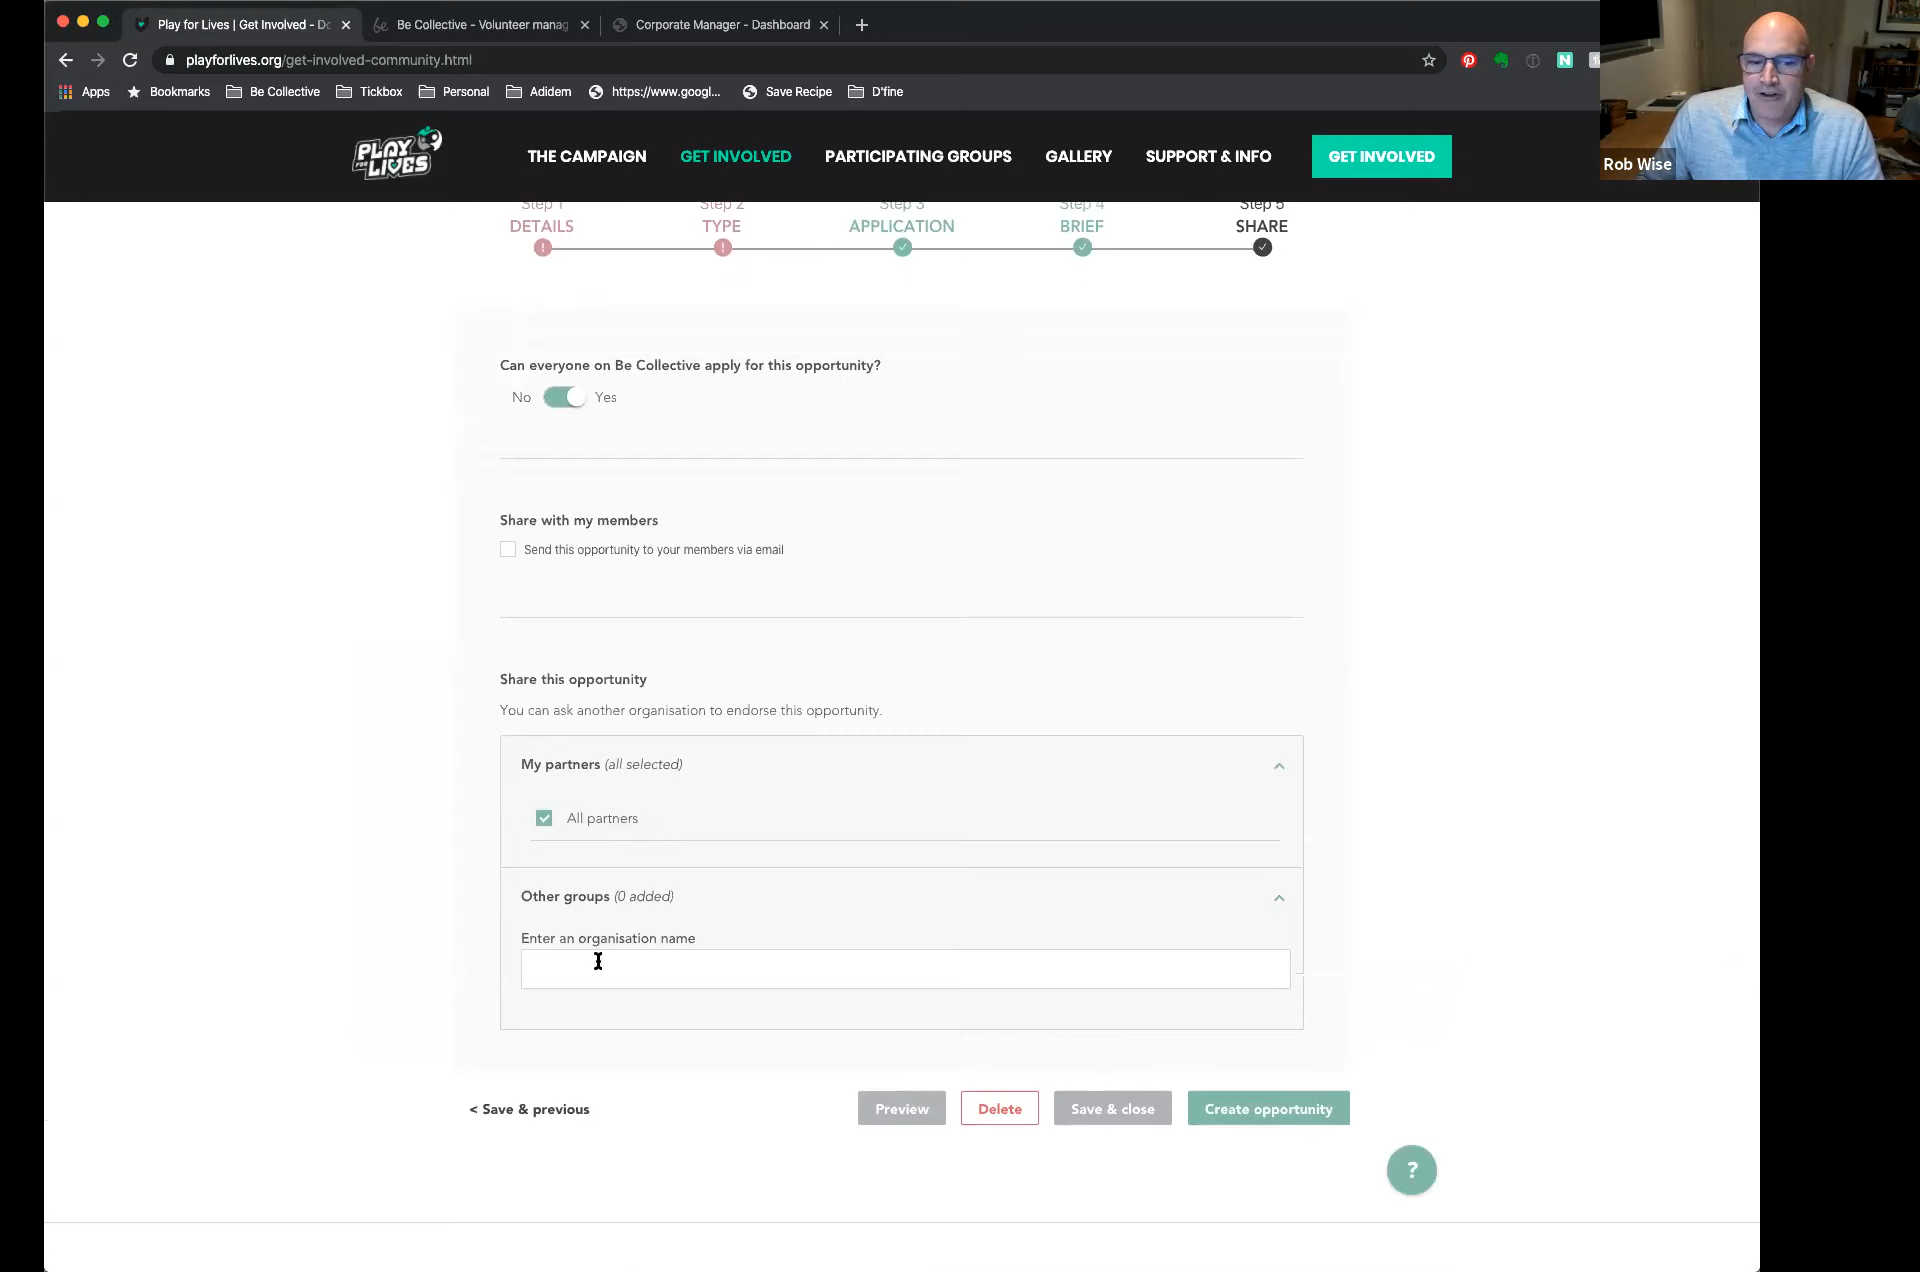 Play for Lives | Get Involved - Do
Be Collective - Volunteer manag
Corporate Manager - Dashboard
playforlives.org/get-involved-community.html
Apps Bookmarks Be Collective Tickbox Personal Adidem https://www.googl... Save Recipe D'fine
PLAY FOR LIVES
THE CAMPAIGN GET INVOLVED PARTICIPATING GROUPS GALLERY SUPPORT & INFO GET INVOLVED
Rob Wise
Step 1 Step 2 Step 3 Step 4 Step 5
DETAILS TYPE APPLICATION BRIEF SHARE
Can everyone on Be Collective apply for this opportunity?
No Yes
Share with my members
Send this opportunity to your members via email
Share this opportunity
You can ask another organisation to endorse this opportunity.
My partners (all selected)
All partners
Other groups (0 added)
Enter an organisation name
< Save & previous Preview Delete Save & close Create opportunity
?